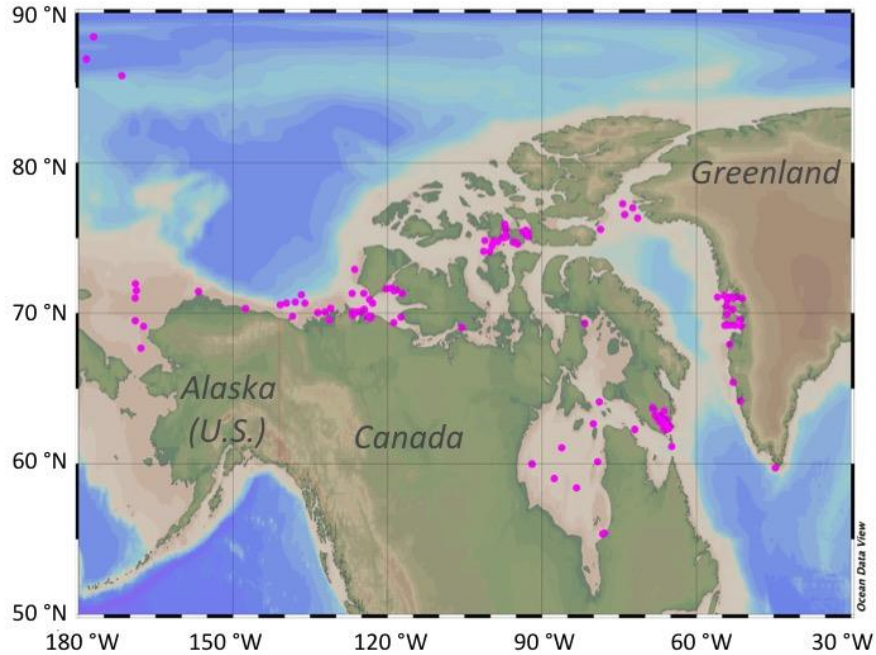 90 °N
80 °N
Greenland
70 °N
Alaska
(U.S.)
Canada
60 °N
50 °N
Ocean Data View
180 °W 150 °W 120 °W 90 °W 60 °W 30 °W